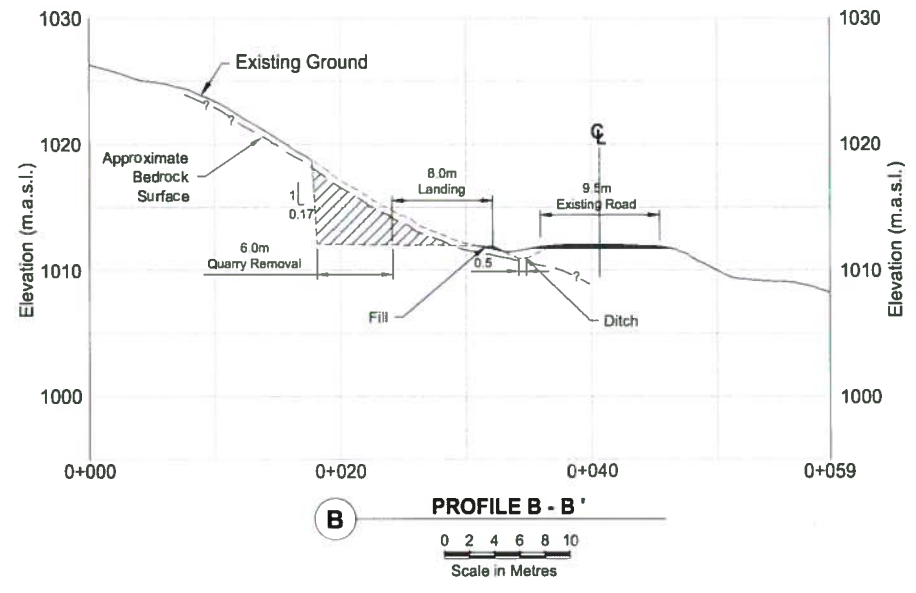 1030
1030
Existing Ground
?
?
1020
1020
Approximate
Bedrock
Surface
8.0m
Landing
℄
9.5m
Existing Road
1
0.17
6.0m
Quarry Removal
1010
1010
0.5
?
Fill
Ditch
1000
1000
Elevation (m.a.s.l.)
Elevation (m.a.s.l.)
0+000
0+020
0+040
0+059
B
PROFILE B - B '
0 2 4 6 8 10
Scale in Metres